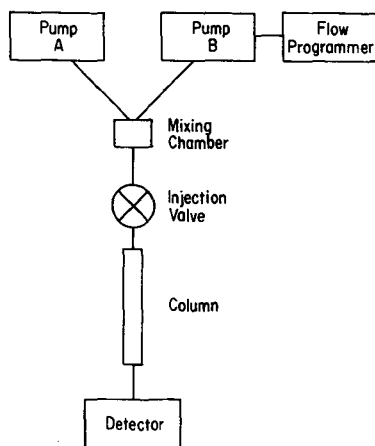 Pump
A
Pump
B
Flow
Programmer
Mixing
Chamber
Injection
Valve
Column
Detector